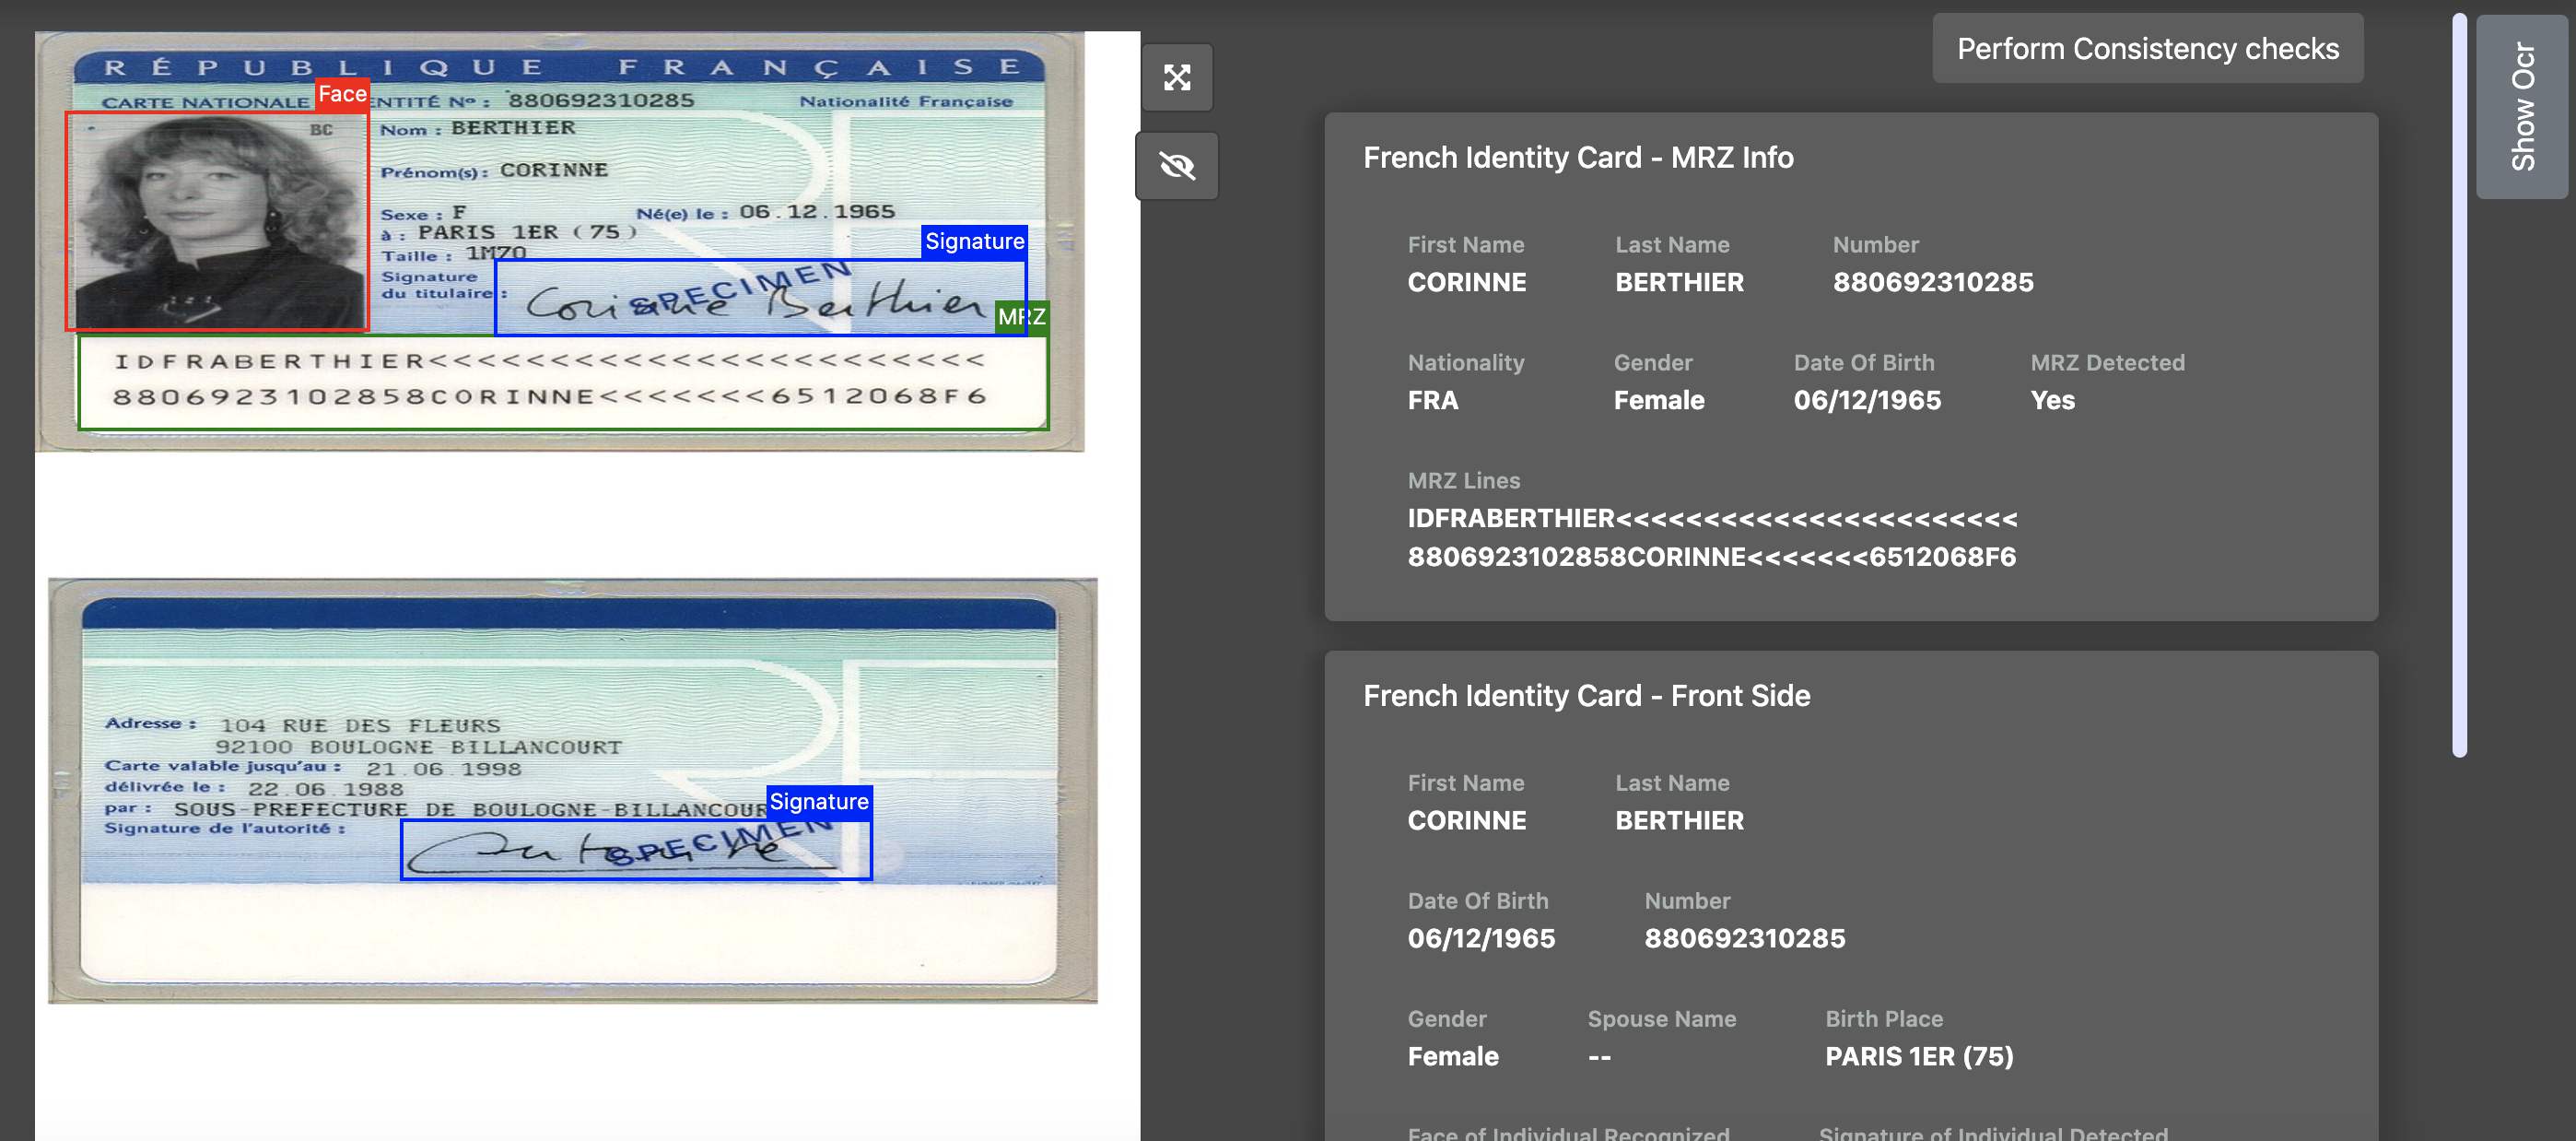 RÉPUBLIQUE FRANÇAISE
Face
CARTE NATIONALE ENTITÉ Nº : 880692310285 Nationalité Française
BC
Nom : BERTHIER
Prénom(s) : CORINNE
Sexe : F Né(e) le : 06.12.1965
à : PARIS 1ER (75)
Taille : 1M70
Signature
Signature
du titulaire :
SPECIMEN
Corinne Berthier
MRZ
IDFRABERTHIER<<<<<<<<<<<<<<<<<<<<<<<
8806923102858CORINNE<<<<<<<6512068F6
Adresse : 104 RUE DES FLEURS
92100 BOULOGNE-BILLANCOURT
Carte valable jusqu'au : 21.06.1998
délivrée le : 22.06.1988
par : SOUS-PREFECTURE DE BOULOGNE-BILLANCOUR
Signature
Signature de l'autorité :
SPECIMEN
Perform Consistency checks
Show Ocr
French Identity Card - MRZ Info
First Name Last Name Number
CORINNE BERTHIER 880692310285
Nationality Gender Date Of Birth MRZ Detected
FRA Female 06/12/1965 Yes
MRZ Lines
IDFRABERTHIER<<<<<<<<<<<<<<<<<<<<<<<
8806923102858CORINNE<<<<<<<6512068F6
French Identity Card - Front Side
First Name Last Name
CORINNE BERTHIER
Date Of Birth Number
06/12/1965 880692310285
Gender Spouse Name Birth Place
Female -- PARIS 1ER (75)
Face of Individual Recognized Signature of Individual Detected